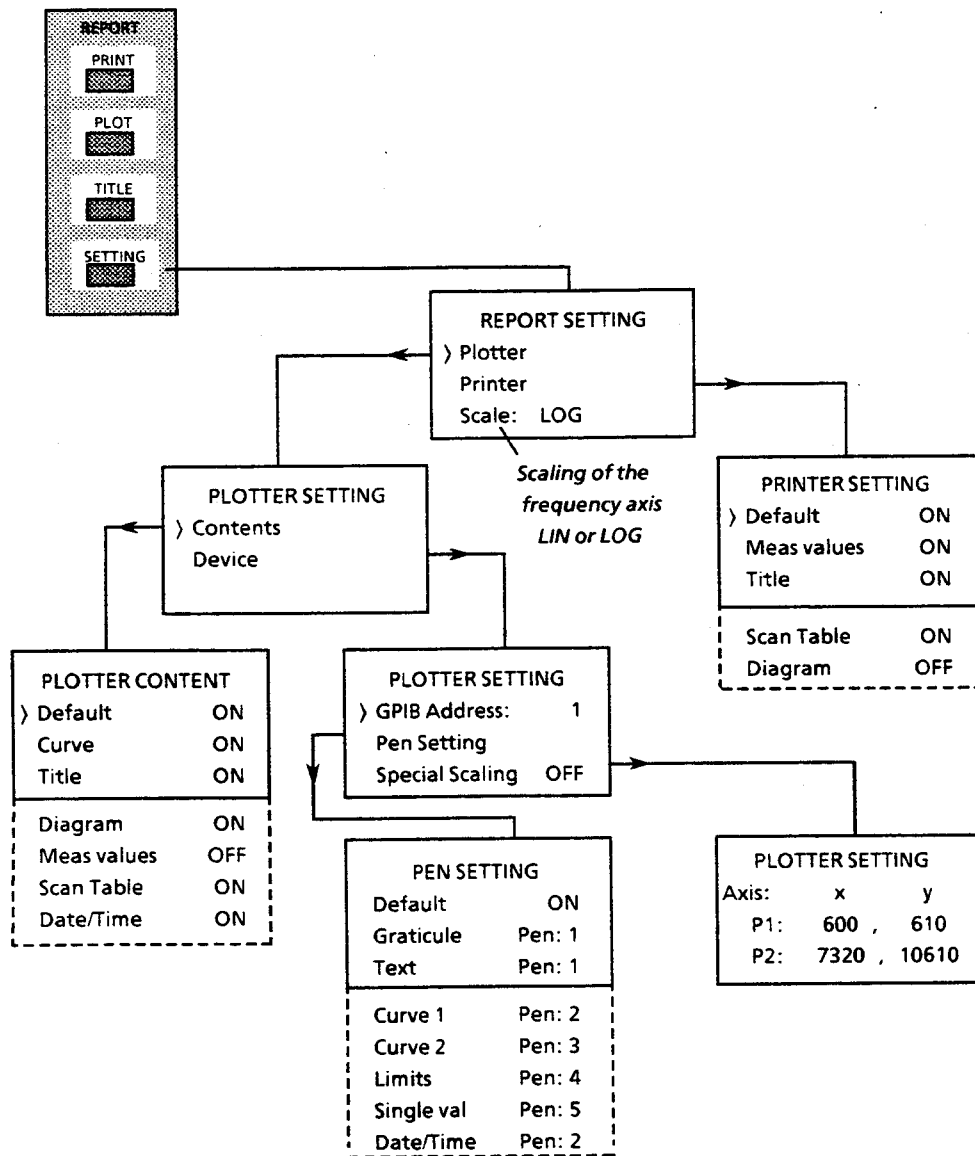 REPORT
PRINT
PLOT
TITLE
SETTING
REPORT SETTING
⟩ Plotter
Printer
Scale: LOG
Scaling of the
frequency axis
LIN or LOG
PLOTTER SETTING
⟩ Contents
Device
PRINTER SETTING
⟩ Default ON
Meas values ON
Title ON
Scan Table ON
Diagram OFF
PLOTTER CONTENT
⟩ Default ON
Curve ON
Title ON
Diagram ON
Meas values OFF
Scan Table ON
Date/Time ON
PLOTTER SETTING
⟩ GPIB Address: 1
Pen Setting
Special Scaling OFF
PEN SETTING
Default ON
Graticule Pen: 1
Text Pen: 1
Curve 1 Pen: 2
Curve 2 Pen: 3
Limits Pen: 4
Single val Pen: 5
Date/Time Pen: 2
PLOTTER SETTING
Axis: x y
P1: 600 , 610
P2: 7320 , 10610